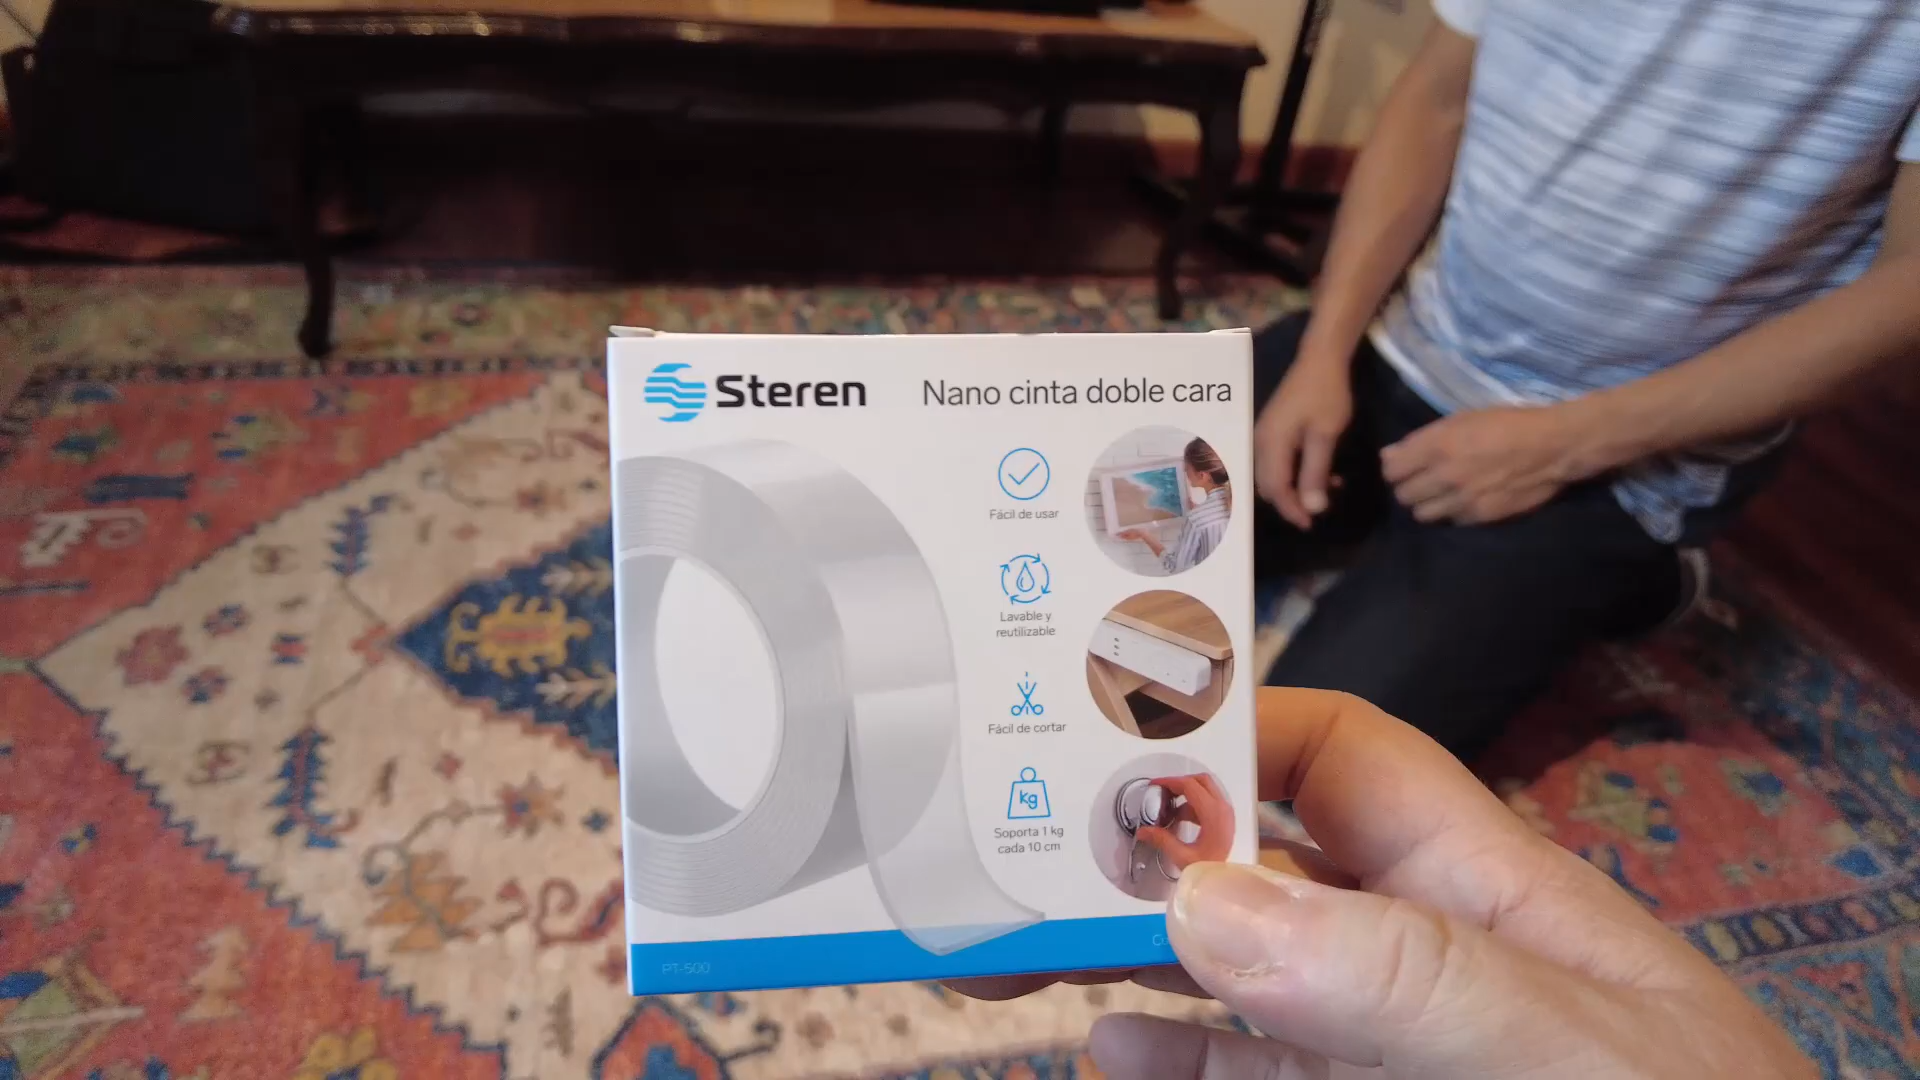 Steren
Nano cinta doble cara
Fácil de usar
Lavable y
reutilizable
Fácil de cortar
kg
Soporta 1 kg
cada 10 cm
PT-500